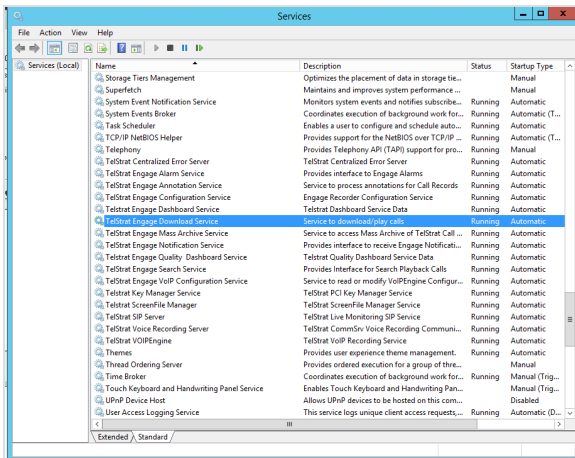 Services
File Action View Help
Services (Local)
Name Description Status Startup Type
Storage Tiers Management Optimizes the placement of data in storage tie... Manual
Superfetch Maintains and improves system performance ... Manual
System Event Notification Service Monitors system events and notifies subscribe... Running Automatic
System Events Broker Coordinates execution of background work for... Running Automatic (T...
Task Scheduler Enables a user to configure and schedule auto... Running Automatic
TCP/IP NetBIOS Helper Provides support for the NetBIOS over TCP/IP ... Running Automatic (T...
Telephony Provides Telephony API (TAPI) support for pro... Running Manual
TelStrat Centralized Error Server TelStrat Centralized Error Server Running Automatic
TelStrat Engage Alarm Service Provides interface to Engage Alarms Running Automatic
TelStrat Engage Annotation Service Service to process annotations for Call Records Running Automatic
TelStrat Engage Configuration Service Engage Recorder Configuration Service Running Automatic
Telstrat Engage Dashboard Service Telstrat Dashboard Service Data Running Automatic
TelStrat Engage Download Service Service to download/play calls Running Automatic
TelStrat Engage Mass Archive Service Service to access Mass Archive of TelStrat Call ... Running Automatic
TelStrat Engage Notification Service Provides interface to receive Engage Notificati... Running Automatic
Telstrat Engage Quality Dashboard Service Telstrat Quality Dashboard Service Data Running Automatic
TelStrat Engage Search Service Provides Interface for Search Playback Calls Running Automatic
TelStrat Engage VoIP Configuration Service Service to read or modify VoIPEngine Configur... Running Automatic
Telstrat Key Manager Service TelStrat PCI Key Manager Service Running Automatic
Telstrat ScreenFile Manager TelStrat ScreenFile Manager Service Running Automatic
TelStrat SIP Server TelStrat Live Monitoring SIP Service Running Automatic
TelStrat Voice Recording Server TelStrat CommSrv Voice Recording Communi... Running Automatic
TelStrat VOIPEngine TelStrat VoIP Recording Service Running Automatic
Themes Provides user experience theme management. Running Automatic
Thread Ordering Server Provides ordered execution for a group of thre... Manual
Time Broker Coordinates execution of background work for... Running Manual (Trig...
Touch Keyboard and Handwriting Panel Service Enables Touch Keyboard and Handwriting Pan... Manual (Trig...
UPnP Device Host Allows UPnP devices to be hosted on this com... Disabled
User Access Logging Service This service logs unique client access requests,... Running Automatic (D...
Extended Standard